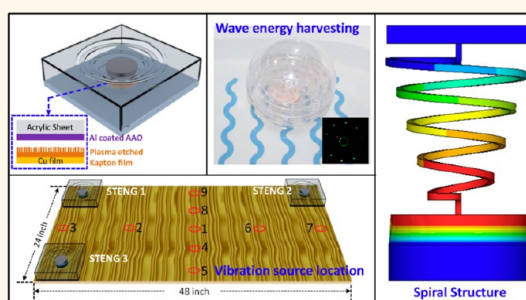 Wave energy harvesting
Acrylic Sheet
Al coated AAO
Plasma etched
Kapton film
Cu film
STENG 1
STENG 2
STENG 3
9
8
3
2
1
6
7
4
5
24 inch
48 inch
Vibration source location
Spiral Structure